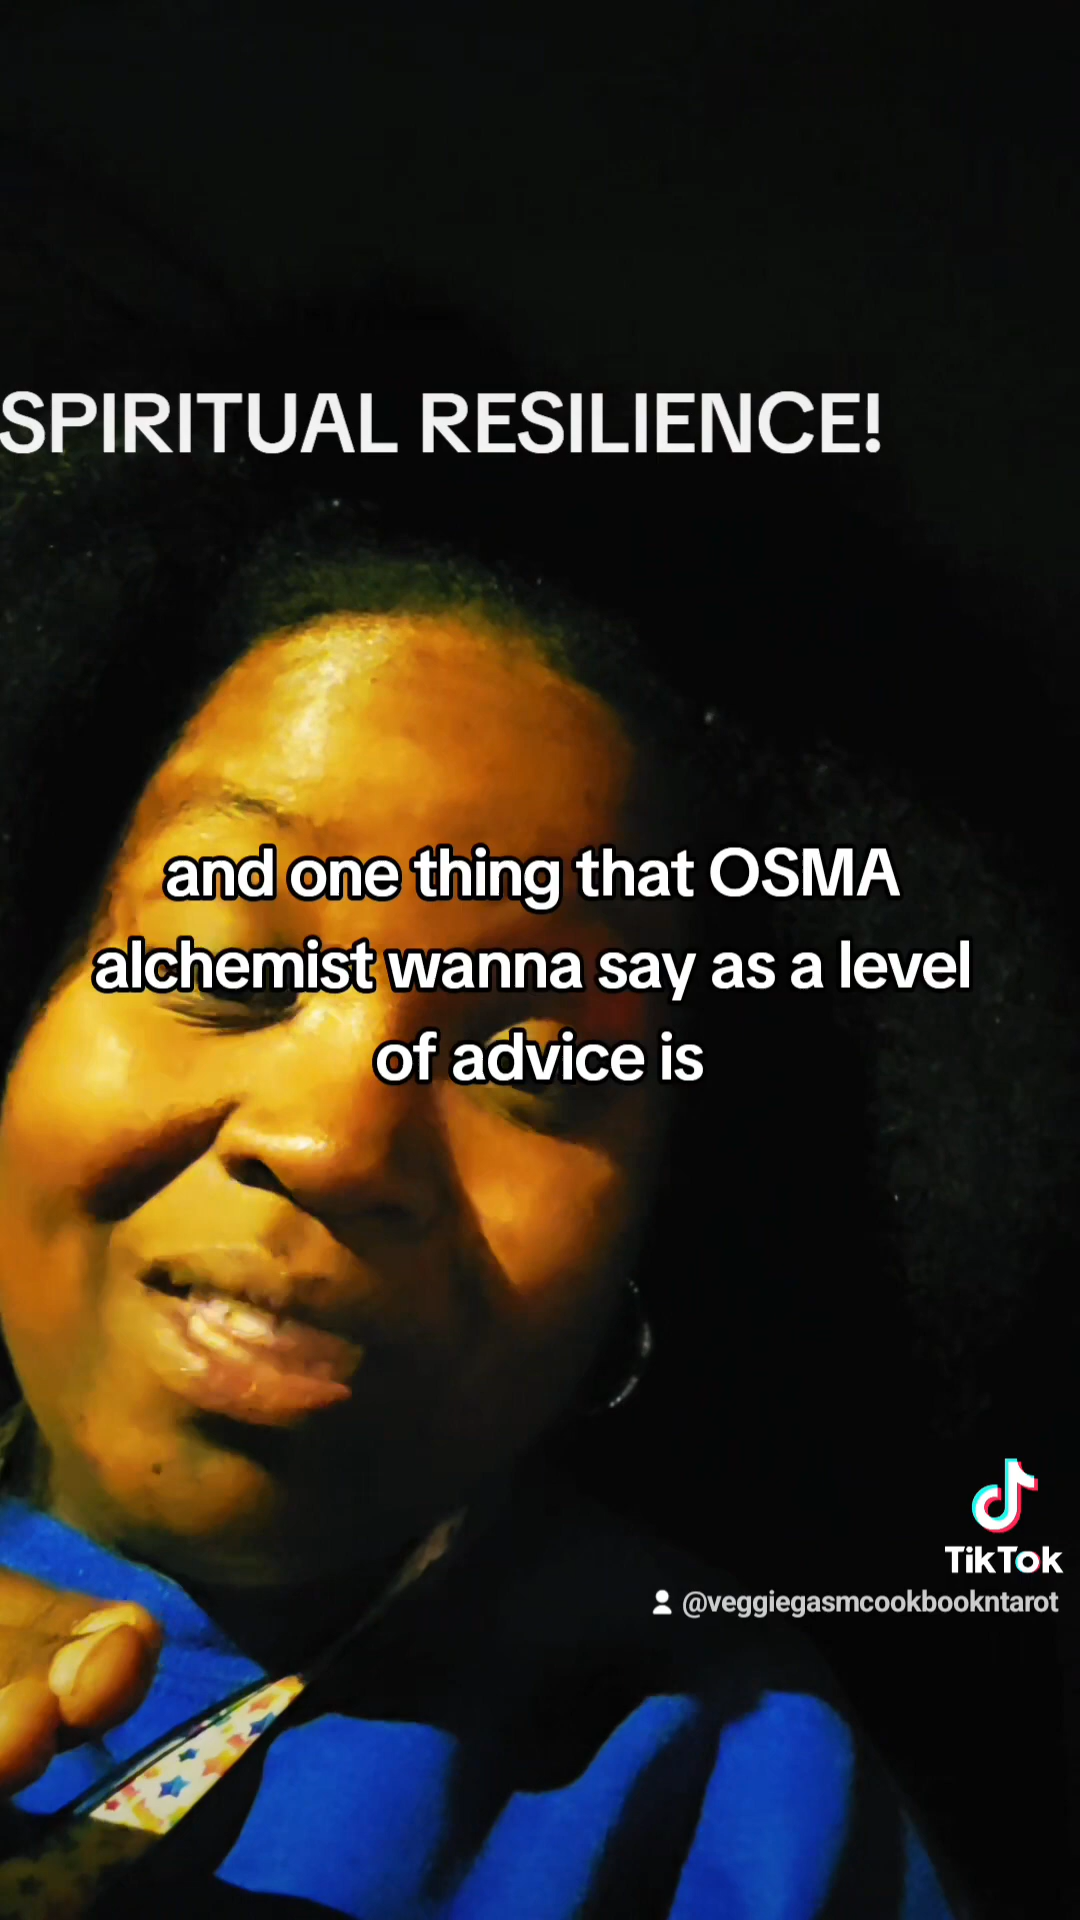 SPIRITUAL RESILIENCE!
and one thing that OSMA
alchemist wanna say as a level
of advice is
TikTok
@veggiegasmcookbookntarot